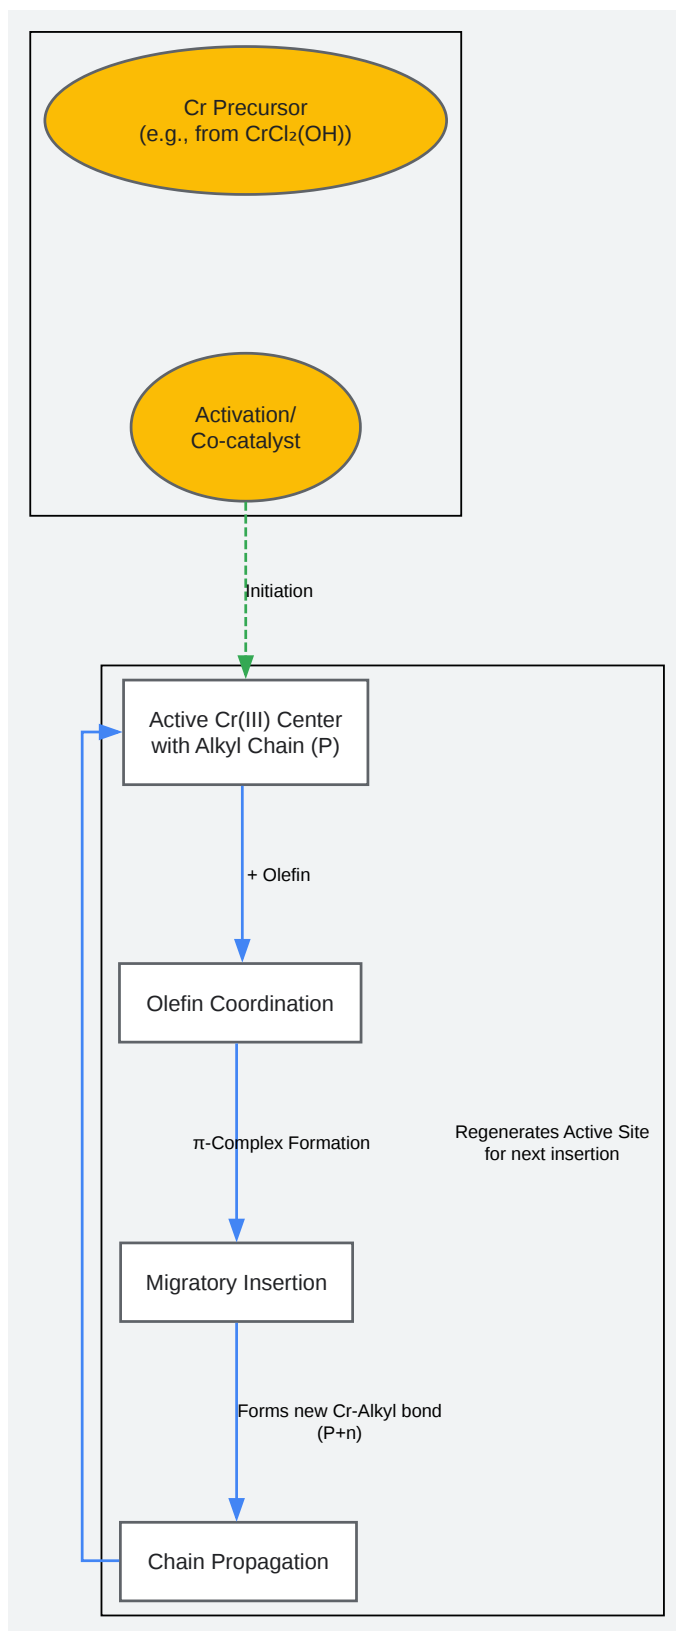 Cr Precursor
(e.g., from CrCl₂(OH))
Activation/
Co-catalyst
Initiation
Active Cr(III) Center
with Alkyl Chain (P)
+ Olefin
Olefin Coordination
π-Complex Formation
Regenerates Active Site
for next insertion
Migratory Insertion
Forms new Cr-Alkyl bond
(P+n)
Chain Propagation